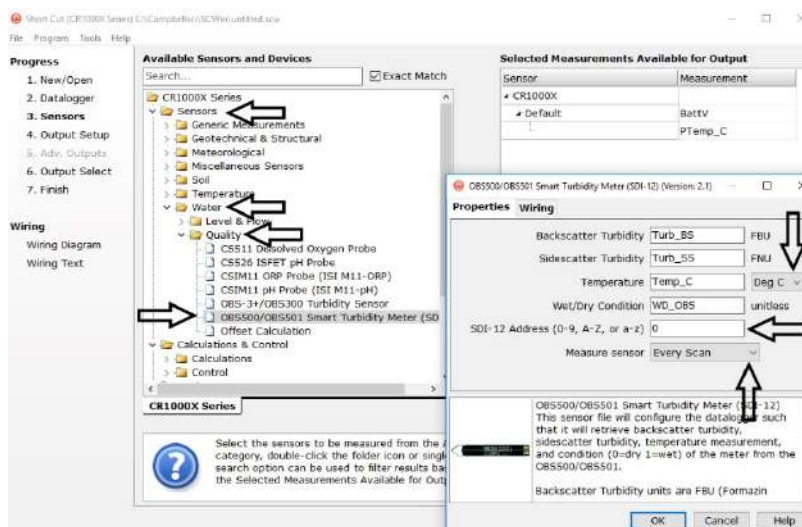 Short Cut (CR1000X Series) C:\Campbellsci\SCWin\untitled.scw
File Program Tools Help
Progress
1. New/Open
2. Datalogger
3. Sensors
4. Output Setup
5. Adv. Outputs
6. Output Select
7. Finish
Wiring
Wiring Diagram
Wiring Text
Available Sensors and Devices
Search...
Exact Match
CR1000X Series
Sensors
Generic Measurements
Geotechnical & Structural
Meteorological
Miscellaneous Sensors
Soil
Temperature
Water
Level & Flow
Quality
CS511 Dissolved Oxygen Probe
CS526 ISFET pH Probe
CSIM11 ORP Probe (ISI M11-ORP)
CSIM11 pH Probe (ISI M11-pH)
OBS-3+/OBS300 Turbidity Sensor
OBS500/OBS501 Smart Turbidity Meter (SD
Offset Calculation
Calculations & Control
Calculations
Control
CR1000X Series
Select the sensors to be measured from the A
category, double-click the folder icon or singl
search option can be used to filter results ba
the Selected Measurements Available for Outp
Selected Measurements Available for Output
Sensor Measurement
CR1000X
Default BattV
PTemp_C
OBS500/OBS501 Smart Turbidity Meter (SDI-12) (Version: 2.1)
Properties Wiring
Backscatter Turbidity Turb_BS FBU
Sidescatter Turbidity Turb_SS FNU
Temperature Temp_C Deg C
Wet/Dry Condition WD_OBS unitless
SDI-12 Address (0-9, A-Z, or a-z) 0
Measure sensor Every Scan
OBS500/OBS501 Smart Turbidity Meter (SDI-12)
This sensor file will configure the datalogger such
that it will retrieve backscatter turbidity,
sidescatter turbidity, temperature measurement,
and condition (0=dry 1=wet) of the meter from the
OBS500/OBS501.
Backscatter Turbidity units are FBU (Formazin
OK Cancel Help